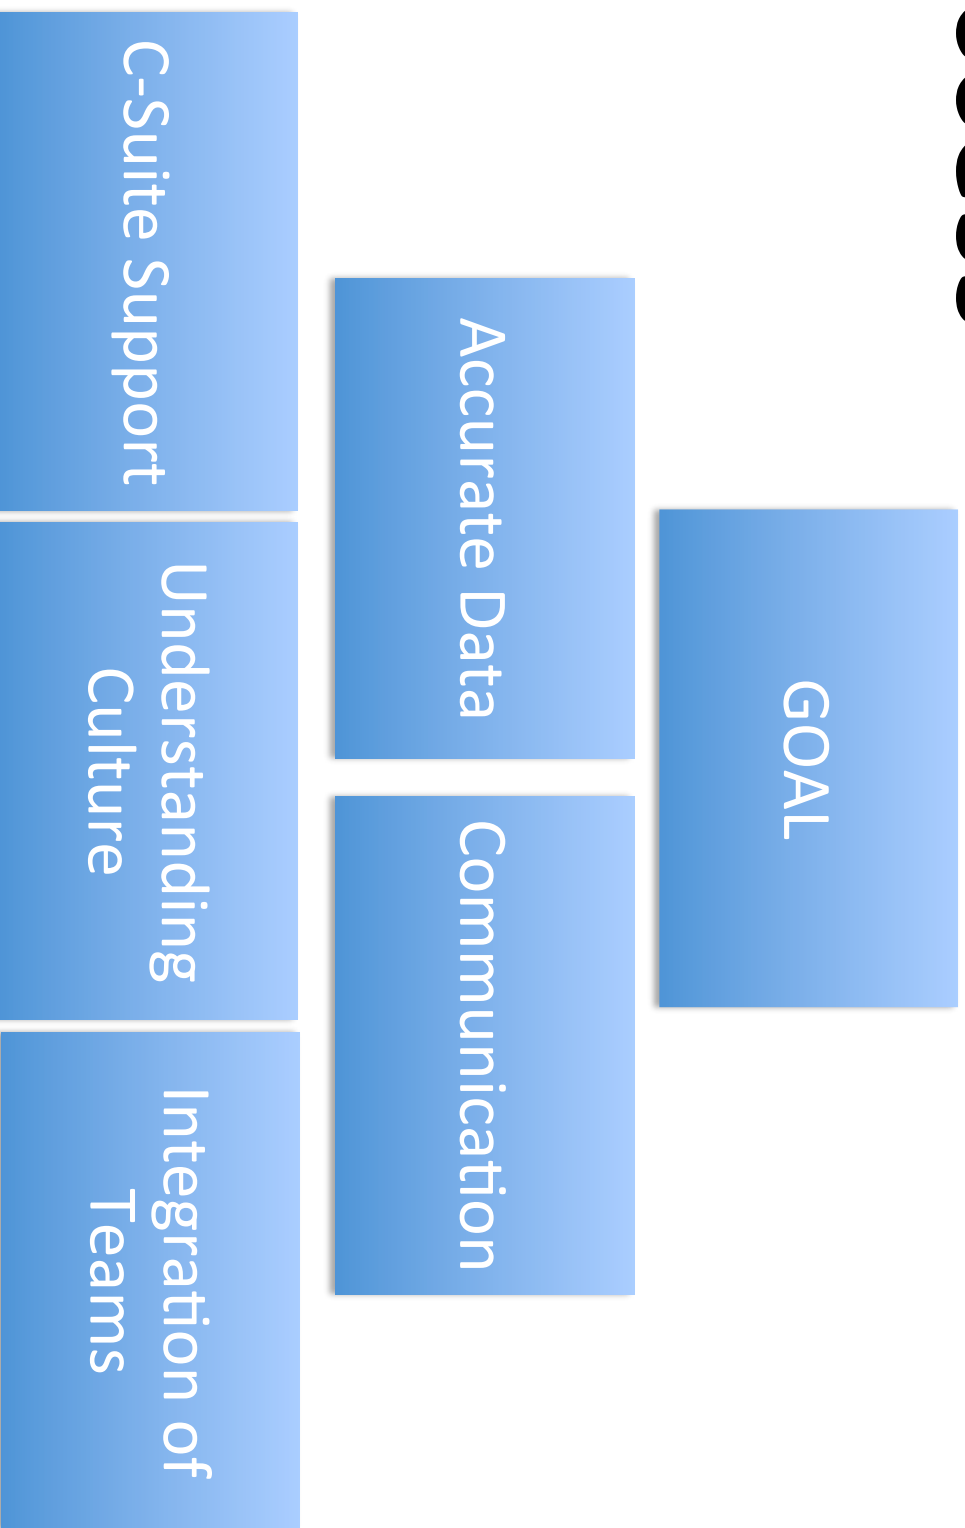 GOAL
Accurate Data
Communication
C-Suite Support
Understanding
Culture
Integration of
Teams